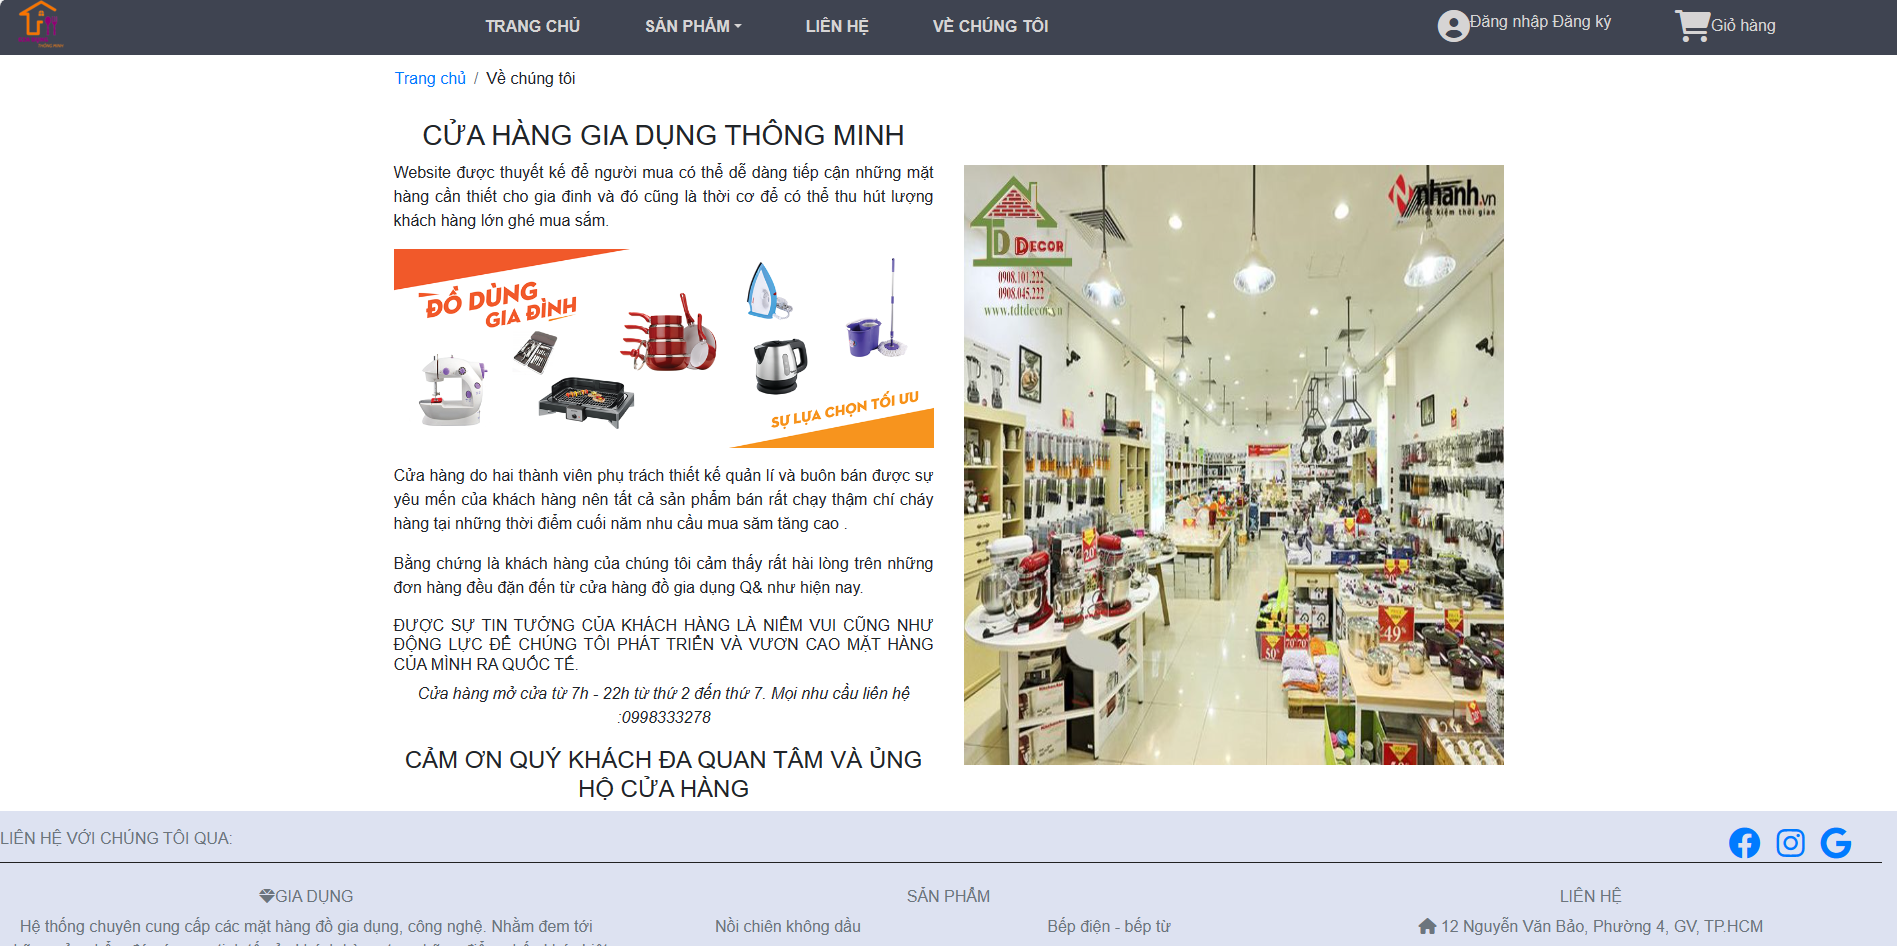 TRANG CHỦ
SẢN PHẨM
LIÊN HỆ
VỀ CHÚNG TÔI
Đăng nhập Đăng ký
Giỏ hàng
Trang chủ / Về chúng tôi
CỬA HÀNG GIA DỤNG THÔNG MINH
Website được thuyết kế để người mua có thể dễ dàng tiếp cận những mặt
hàng cần thiết cho gia đinh và đó cũng là thời cơ để có thể thu hút lượng
khách hàng lớn ghé mua sắm.
ĐỒ DÙNG
GIA ĐÌNH
SỰ LỰA CHỌN TỐI ƯU
Cửa hàng do hai thành viên phụ trách thiết kế quản lí và buôn bán được sự
yêu mến của khách hàng nên tất cả sản phẩm bán rất chạy thậm chí cháy
hàng tại những thời điểm cuối năm nhu cầu mua săm tăng cao .
Bằng chứng là khách hàng của chúng tôi cảm thấy rất hài lòng trên những
đơn hàng đều đặn đến từ cửa hàng đồ gia dụng Q& như hiện nay.
ĐƯỢC SỰ TIN TƯỞNG CỦA KHÁCH HÀNG LÀ NIỀM VUI CŨNG NHƯ
ĐỘNG LỰC ĐỂ CHÚNG TÔI PHÁT TRIỂN VÀ VƯƠN CAO MẶT HÀNG
CỦA MÌNH RA QUỐC TẾ.
Cửa hàng mở cửa từ 7h - 22h từ thứ 2 đến thứ 7. Mọi nhu cầu liên hệ
:0998333278
CẢM ƠN QUÝ KHÁCH ĐA QUAN TÂM VÀ ỦNG
HỘ CỬA HÀNG
nhanh.vn
Tiết kiệm thời gian
TD DECOR
0908.101.222
0908.045.222
www.tdtdecor.vn
49%
LIÊN HỆ VỚI CHÚNG TÔI QUA:
GIA DỤNG
Hệ thống chuyên cung cấp các mặt hàng đồ gia dụng, công nghệ. Nhằm đem tới
SẢN PHẨM
Nồi chiên không dầu
Bếp điện - bếp từ
LIÊN HỆ
12 Nguyễn Văn Bảo, Phường 4, GV, TP.HCM